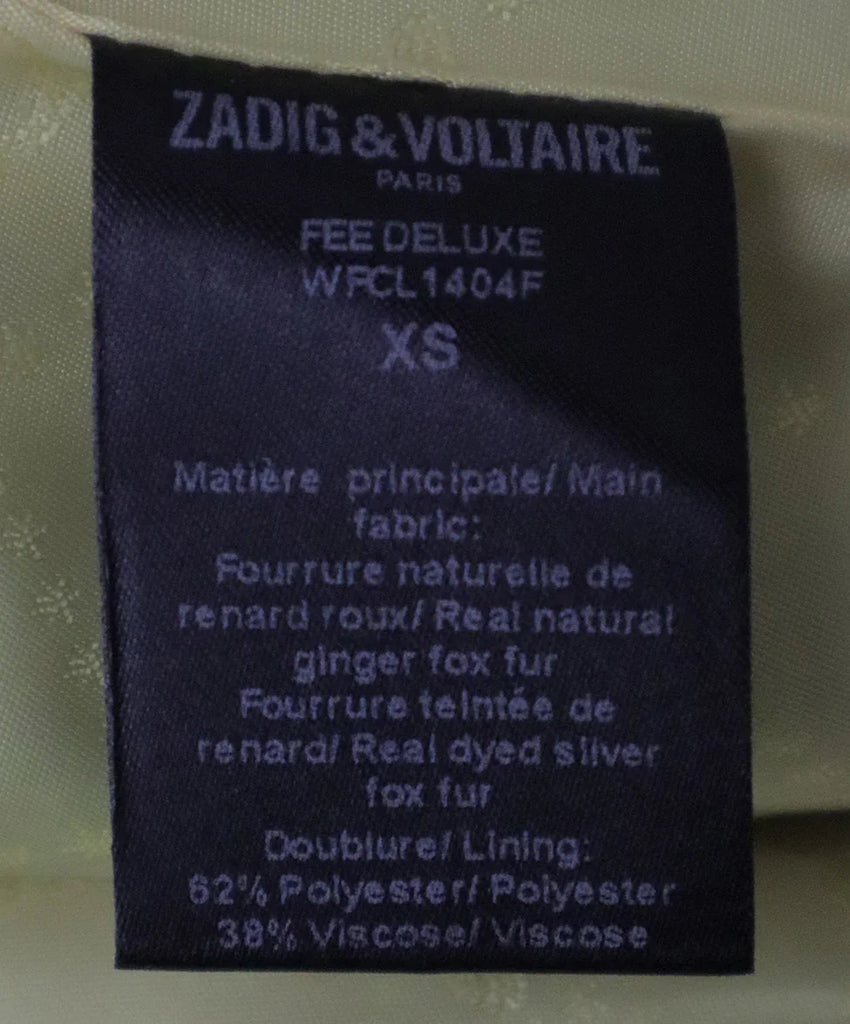 ZADIG & VOLTAIRE
PARIS
FEE DELUXE
WFCL1404F
XS
Matière principale/ Main
fabric:
Fourrure naturelle de
renard roux/ Real natural
ginger fox fur
Fourrure teintée de
renard/ Real dyed silver
fox fur
Doublure/ Lining:
62% Polyester/ Polyester
38% Viscose/ Viscose